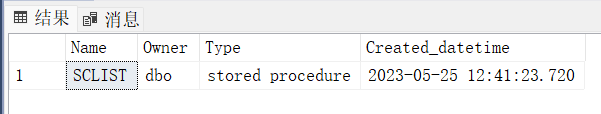 结果 消息
Name Owner Type Created_datetime
1 SCLIST dbo stored procedure 2023-05-25 12:41:23.720